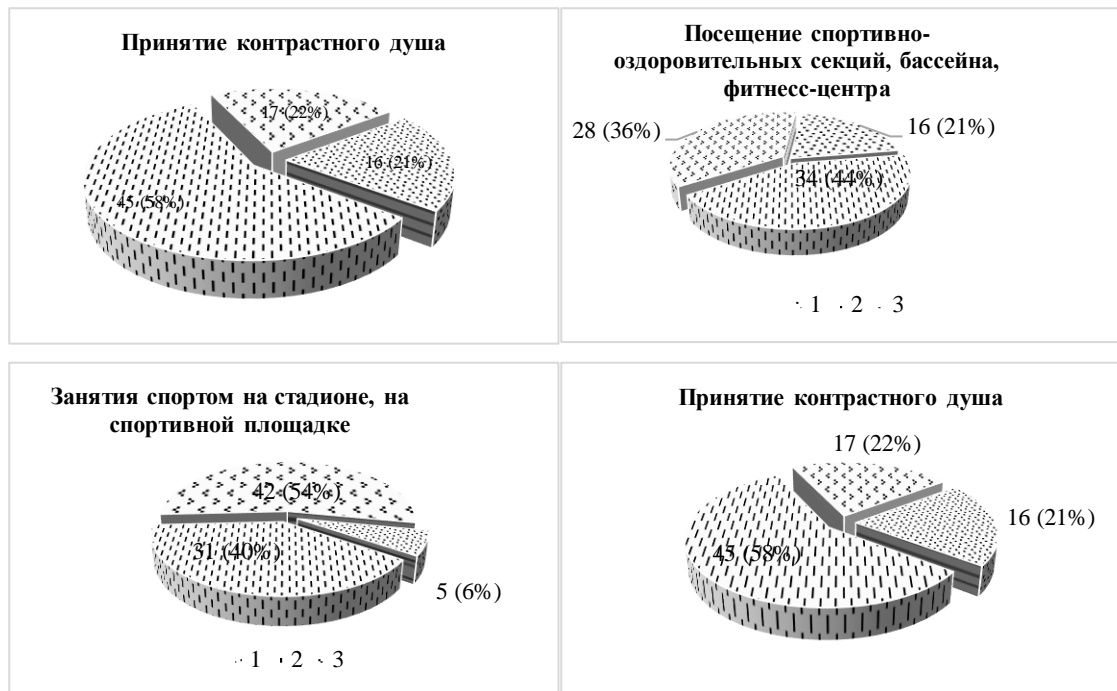 Принятие контрастного душа
17 (22%)
16 (21%)
45 (58%)
Посещение спортивно-
оздоровительных секций, бассейна,
фитнесс-центра
28 (36%)
16 (21%)
34 (44%)
1 2 3
Занятия спортом на стадионе, на
спортивной площадке
42 (54%)
31 (40%)
5 (6%)
1 2 3
Принятие контрастного душа
17 (22%)
16 (21%)
45 (58%)